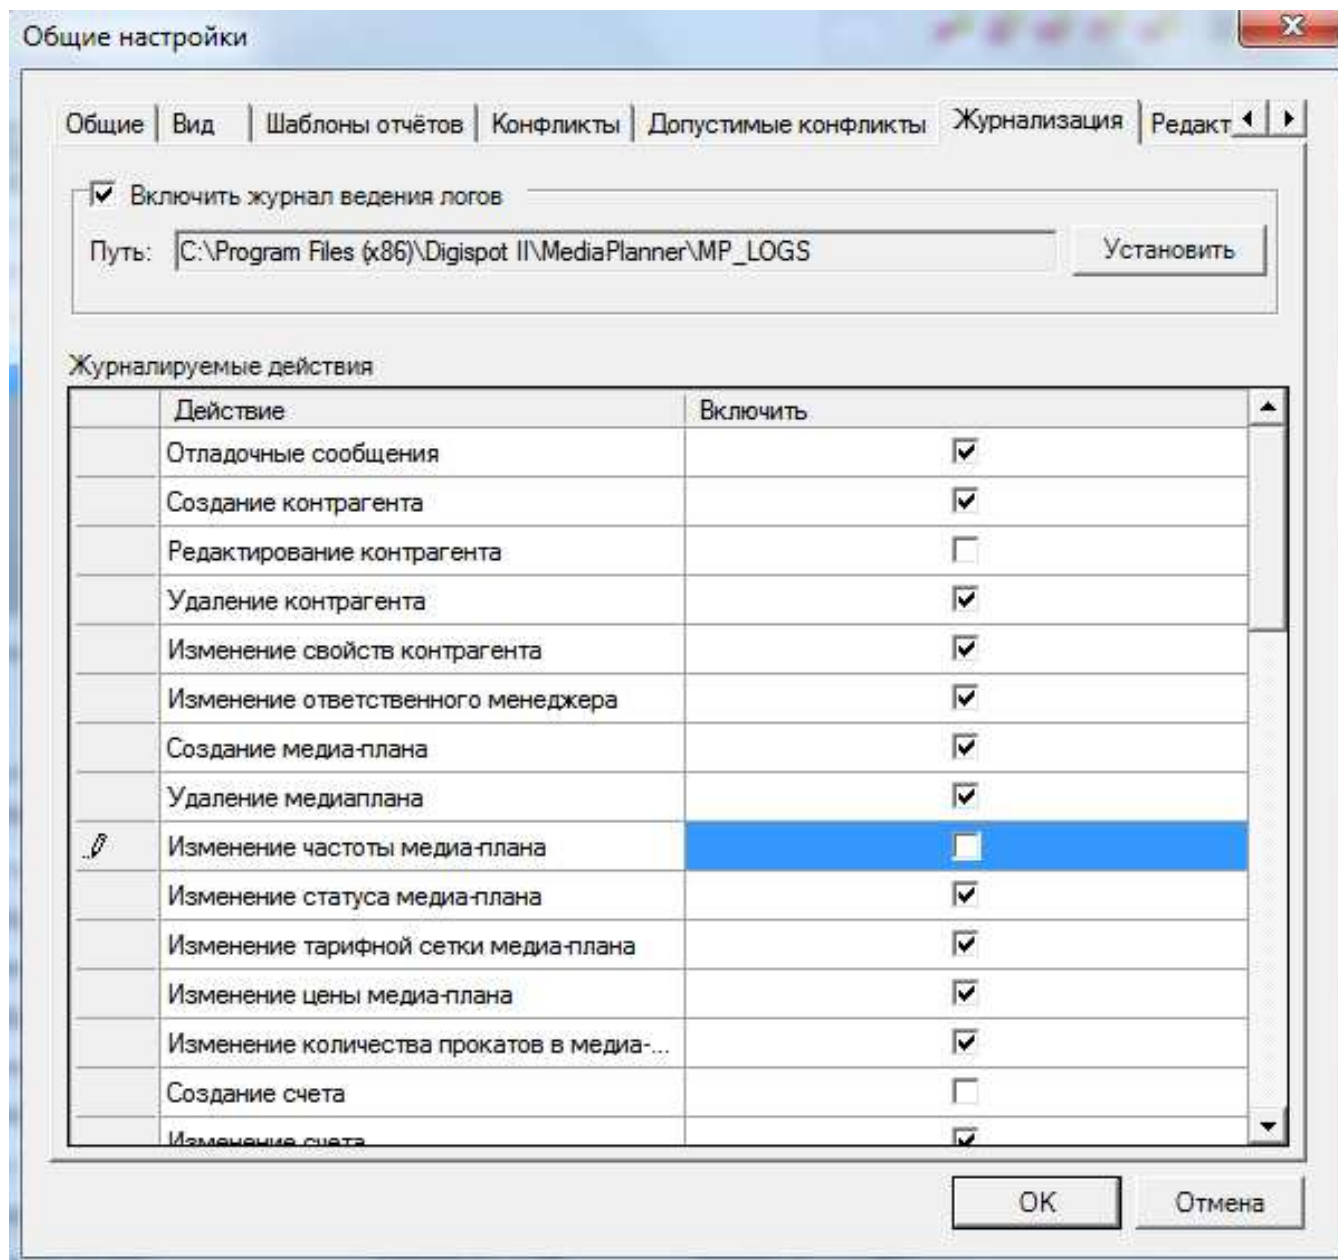 Общие настройки
Общие Вид Шаблоны отчётов Конфликты Допустимые конфликты Журнализация Редакт
Включить журнал ведения логов
Путь: C:\Program Files (x86)\Digispot II\MediaPlanner\MP_LOGS Установить
Журналируемые действия
Действие Включить
Отладочные сообщения
Создание контрагента
Редактирование контрагента
Удаление контрагента
Изменение свойств контрагента
Изменение ответственного менеджера
Создание медиа-плана
Удаление медиаплана
Изменение частоты медиа-плана
Изменение статуса медиа-плана
Изменение тарифной сетки медиа-плана
Изменение цены медиа-плана
Изменение количества прокатов в медиа-...
Создание счета
Изменение счета
OK Отмена